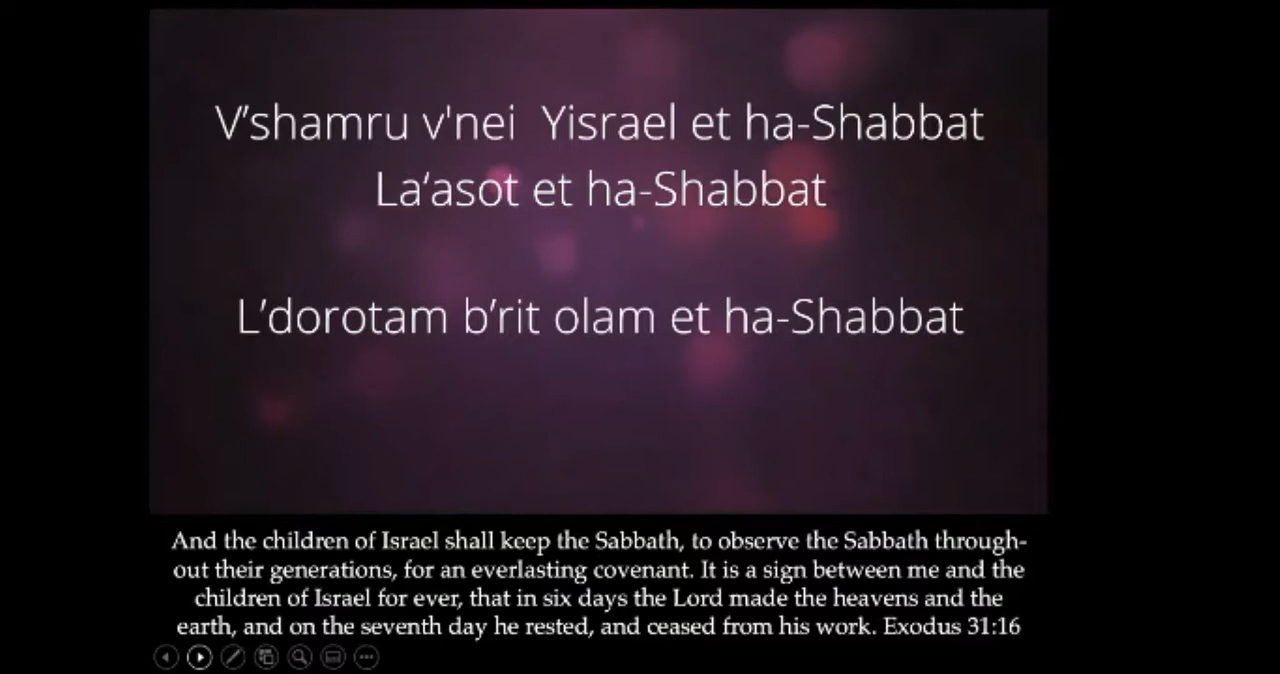 V’shamru v'nei Yisrael et ha-Shabbat
La‘asot et ha-Shabbat
L’dorotam b’rit olam et ha-Shabbat
And the children of Israel shall keep the Sabbath, to observe the Sabbath through-
out their generations, for an everlasting covenant. It is a sign between me and the
children of Israel for ever, that in six days the Lord made the heavens and the
earth, and on the seventh day he rested, and ceased from his work. Exodus 31:16